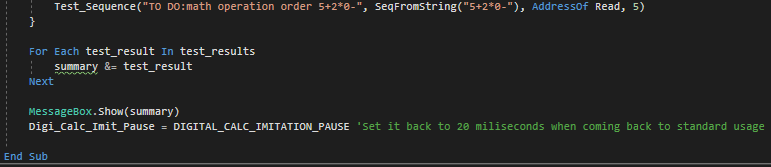 Test_Sequence("TO DO:math operation order 5+2*0-", SeqFromString("5+2*0-"), AddressOf Read, 5)
}
For Each test_result In test_results
summary &= test_result
Next
MessageBox.Show(summary)
Digi_Calc_Imit_Pause = DIGITAL_CALC_IMITATION_PAUSE 'Set it back to 20 miliseconds when coming back to standard usage
End Sub